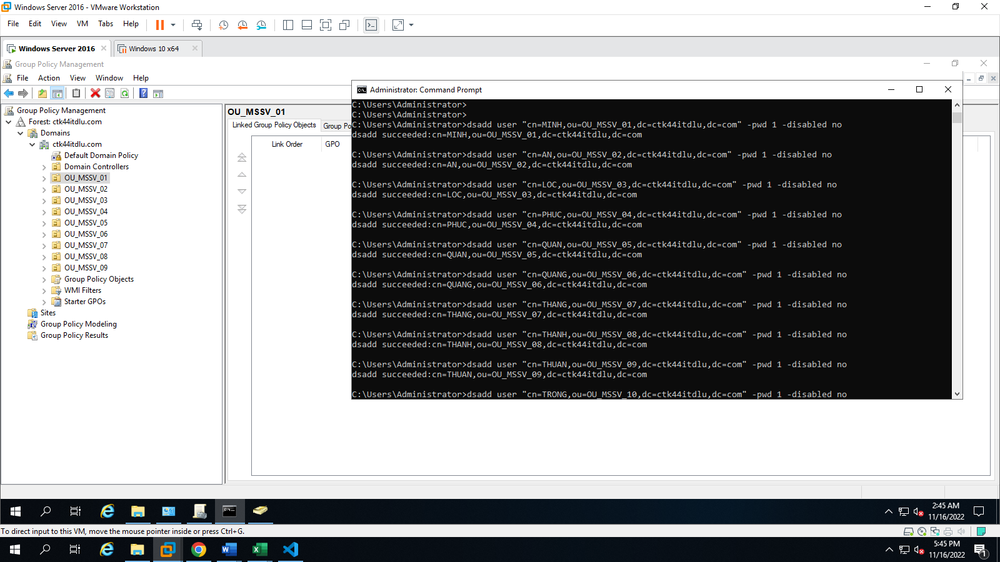 Windows Server 2016 - VMware Workstation
File Edit View VM Tabs Help
Windows Server 2016
Windows 10 x64
Group Policy Management
File Action View Window Help
Group Policy Management
Forest: ctk44itdlu.com
Domains
ctk44itdlu.com
Default Domain Policy
Domain Controllers
OU_MSSV_01
OU_MSSV_02
OU_MSSV_03
OU_MSSV_04
OU_MSSV_05
OU_MSSV_06
OU_MSSV_07
OU_MSSV_08
OU_MSSV_09
Group Policy Objects
WMI Filters
Starter GPOs
Sites
Group Policy Modeling
Group Policy Results
OU_MSSV_01
Linked Group Policy Objects
Group Po
Link Order
GPO
Administrator: Command Prompt
C:\Users\Administrator>
C:\Users\Administrator>
C:\Users\Administrator>dsadd user "cn=MINH,ou=OU_MSSV_01,dc=ctk44itdlu,dc=com" -pwd 1 -disabled no
dsadd succeeded:cn=MINH,ou=OU_MSSV_01,dc=ctk44itdlu,dc=com
C:\Users\Administrator>dsadd user "cn=AN,ou=OU_MSSV_02,dc=ctk44itdlu,dc=com" -pwd 1 -disabled no
dsadd succeeded:cn=AN,ou=OU_MSSV_02,dc=ctk44itdlu,dc=com
C:\Users\Administrator>dsadd user "cn=LOC,ou=OU_MSSV_03,dc=ctk44itdlu,dc=com" -pwd 1 -disabled no
dsadd succeeded:cn=LOC,ou=OU_MSSV_03,dc=ctk44itdlu,dc=com
C:\Users\Administrator>dsadd user "cn=PHUC,ou=OU_MSSV_04,dc=ctk44itdlu,dc=com" -pwd 1 -disabled no
dsadd succeeded:cn=PHUC,ou=OU_MSSV_04,dc=ctk44itdlu,dc=com
C:\Users\Administrator>dsadd user "cn=QUAN,ou=OU_MSSV_05,dc=ctk44itdlu,dc=com" -pwd 1 -disabled no
dsadd succeeded:cn=QUAN,ou=OU_MSSV_05,dc=ctk44itdlu,dc=com
C:\Users\Administrator>dsadd user "cn=QUANG,ou=OU_MSSV_06,dc=ctk44itdlu,dc=com" -pwd 1 -disabled no
dsadd succeeded:cn=QUANG,ou=OU_MSSV_06,dc=ctk44itdlu,dc=com
C:\Users\Administrator>dsadd user "cn=THANG,ou=OU_MSSV_07,dc=ctk44itdlu,dc=com" -pwd 1 -disabled no
dsadd succeeded:cn=THANG,ou=OU_MSSV_07,dc=ctk44itdlu,dc=com
C:\Users\Administrator>dsadd user "cn=THANH,ou=OU_MSSV_08,dc=ctk44itdlu,dc=com" -pwd 1 -disabled no
dsadd succeeded:cn=THANH,ou=OU_MSSV_08,dc=ctk44itdlu,dc=com
C:\Users\Administrator>dsadd user "cn=THUAN,ou=OU_MSSV_09,dc=ctk44itdlu,dc=com" -pwd 1 -disabled no
dsadd succeeded:cn=THUAN,ou=OU_MSSV_09,dc=ctk44itdlu,dc=com
C:\Users\Administrator>dsadd user "cn=TRONG,ou=OU_MSSV_10,dc=ctk44itdlu,dc=com" -pwd 1 -disabled no
2:45 AM
11/16/2022
To direct input to this VM, move the mouse pointer inside or press Ctrl+G.
5:45 PM
11/16/2022
1